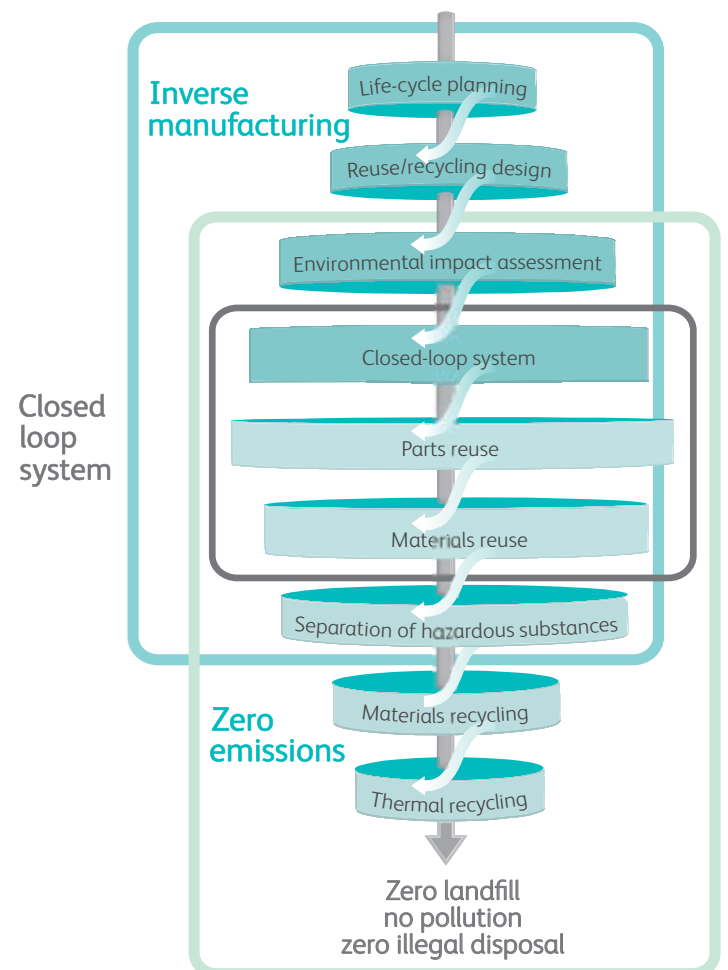 Life-cycle planning
Inverse
manufacturing
Reuse/recycling design
Environmental impact assessment
Closed-loop system
Closed
loop
system
Parts reuse
Materials reuse
Separation of hazardous substances
Materials recycling
Zero
emissions
Thermal recycling
Zero landfill
no pollution
zero illegal disposal